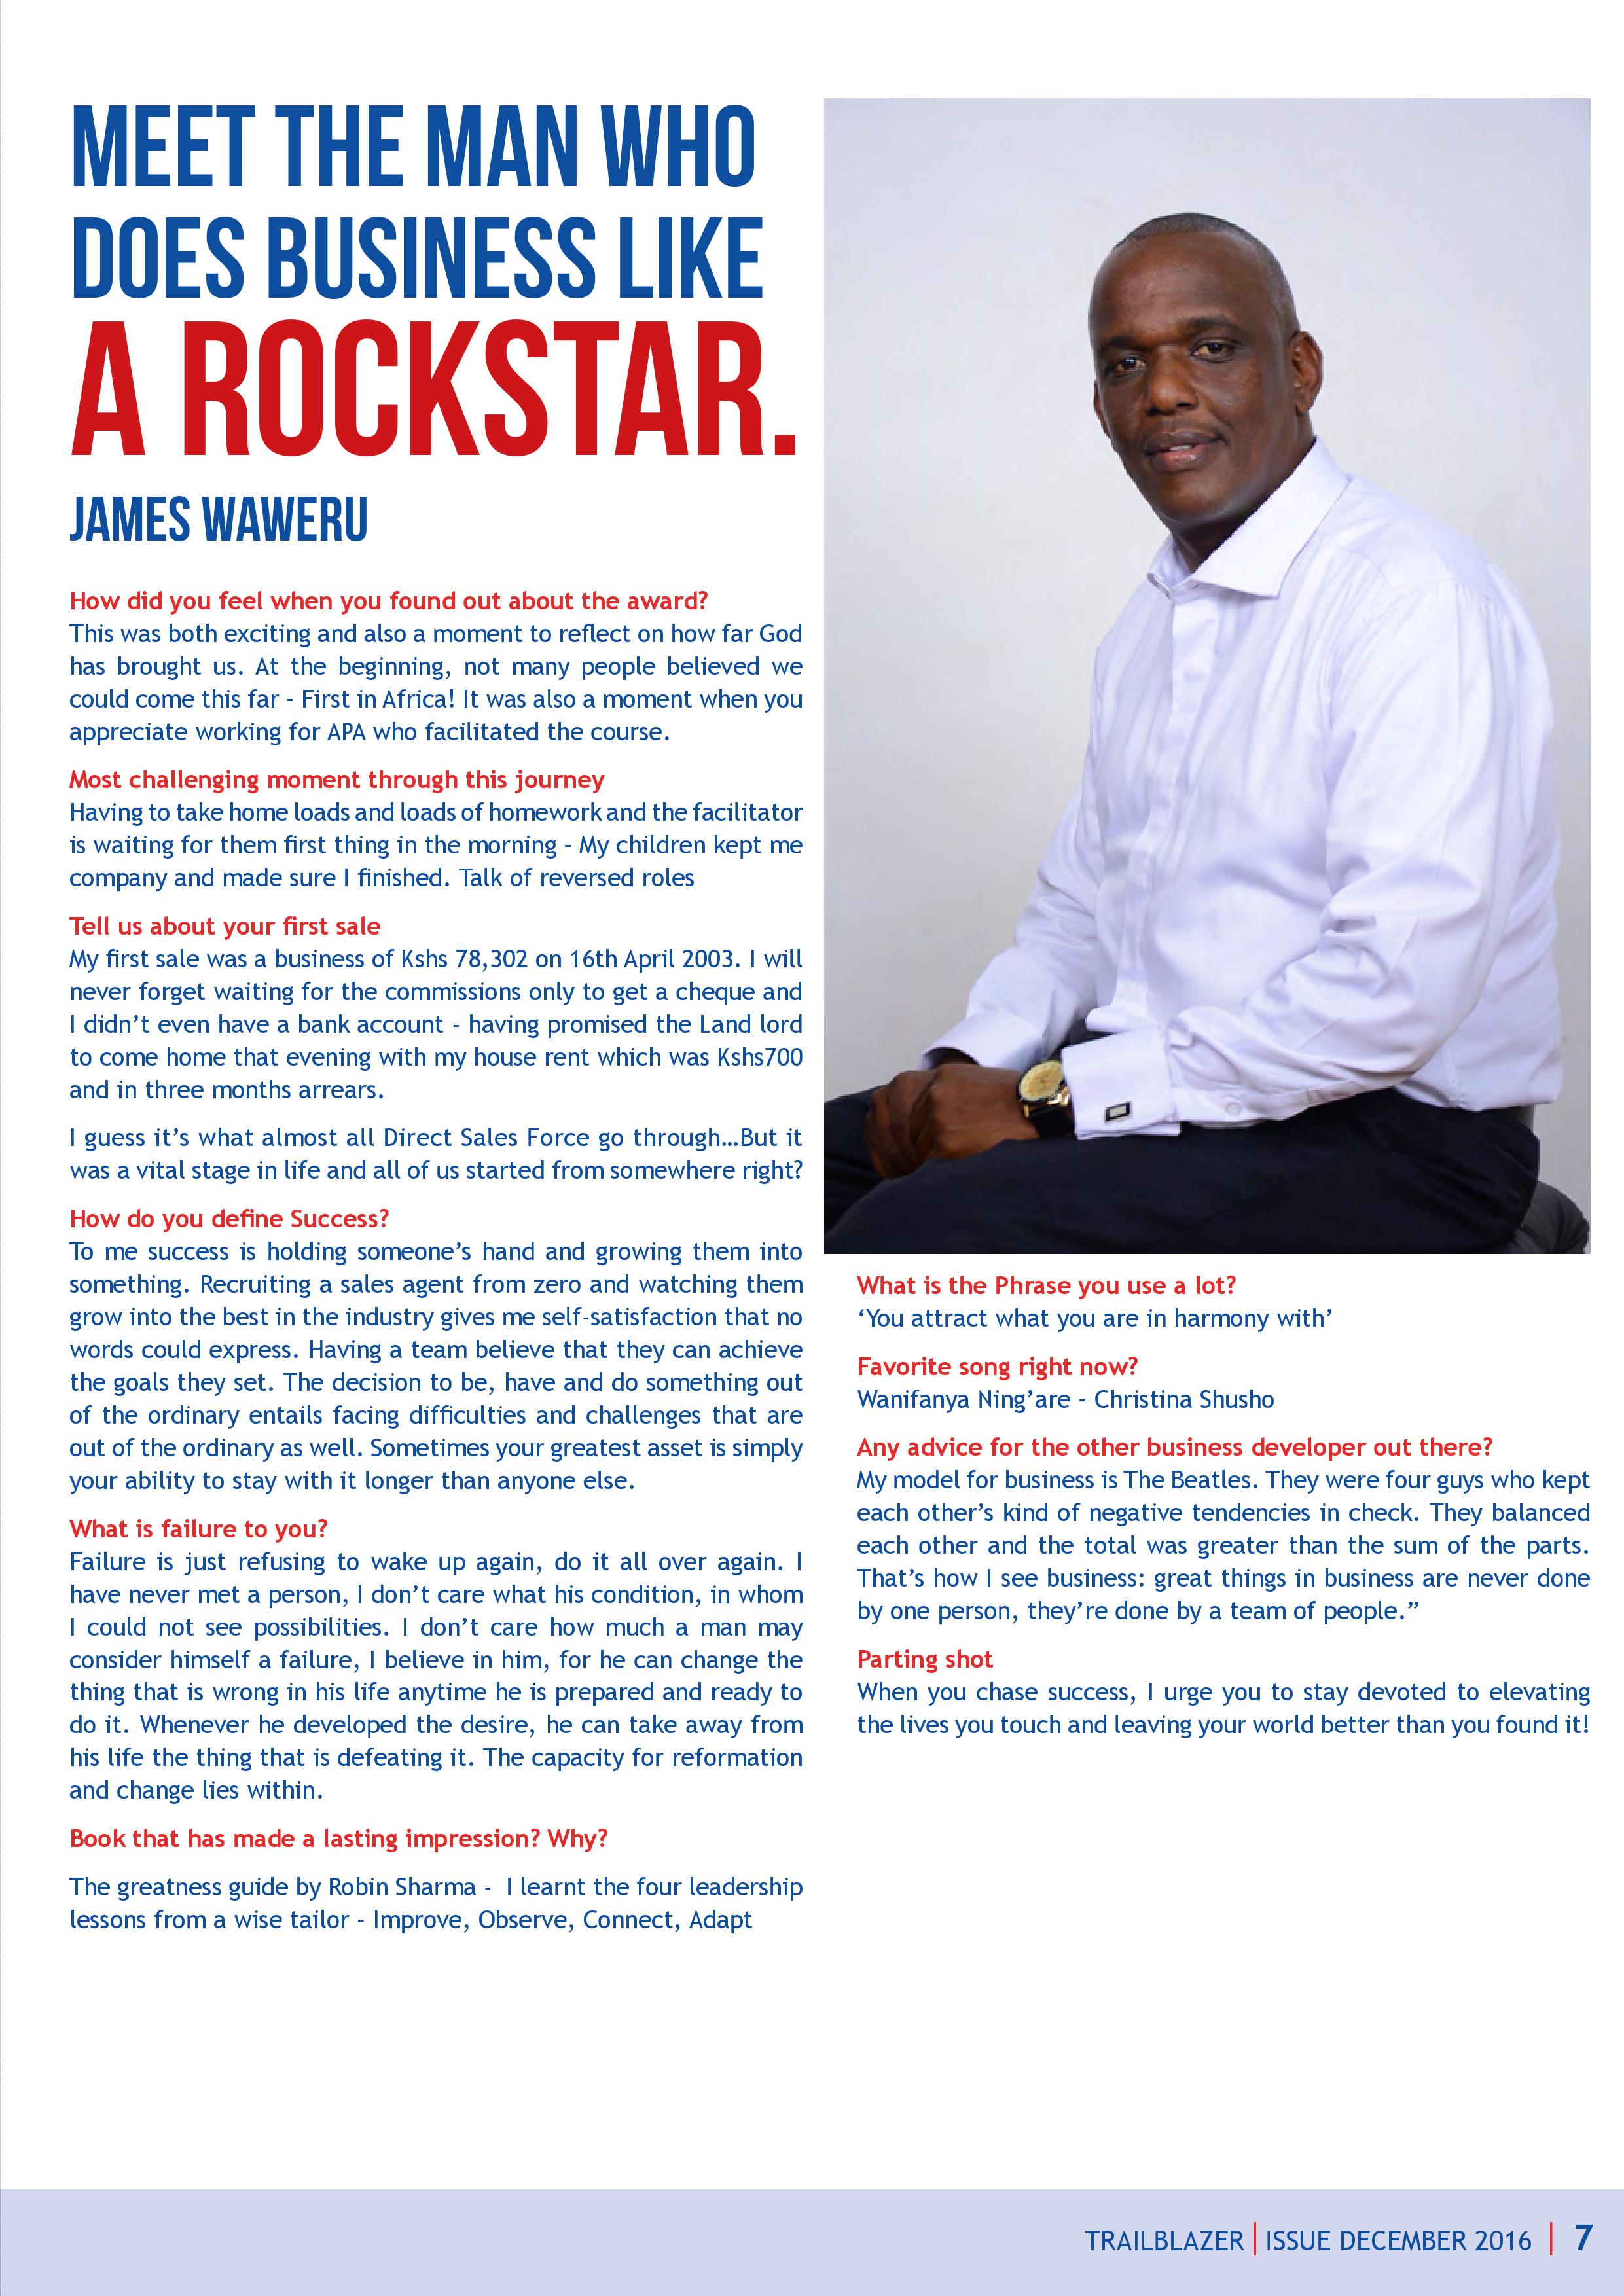 MEET THE MAN WHO
DOES BUSINESS LIKE
A ROCKSTAR.
JAMES WAWERU
How did you feel when you found out about the award?
This was both exciting and also a moment to reflect on how far God
has brought us. At the beginning, not many people believed we
could come this far – First in Africa! It was also a moment when you
appreciate working for APA who facilitated the course.
Most challenging moment through this journey
Having to take home loads and loads of homework and the facilitator
is waiting for them first thing in the morning – My children kept me
company and made sure I finished. Talk of reversed roles
Tell us about your first sale
My first sale was a business of Kshs 78,302 on 16th April 2003. I will
never forget waiting for the commissions only to get a cheque and
I didn’t even have a bank account - having promised the Land lord
to come home that evening with my house rent which was Kshs700
and in three months arrears.
I guess it’s what almost all Direct Sales Force go through…But it
was a vital stage in life and all of us started from somewhere right?
How do you define Success?
To me success is holding someone’s hand and growing them into
something. Recruiting a sales agent from zero and watching them
grow into the best in the industry gives me self-satisfaction that no
words could express. Having a team believe that they can achieve
the goals they set. The decision to be, have and do something out
of the ordinary entails facing difficulties and challenges that are
out of the ordinary as well. Sometimes your greatest asset is simply
your ability to stay with it longer than anyone else.
What is failure to you?
Failure is just refusing to wake up again, do it all over again. I
have never met a person, I don’t care what his condition, in whom
I could not see possibilities. I don’t care how much a man may
consider himself a failure, I believe in him, for he can change the
thing that is wrong in his life anytime he is prepared and ready to
do it. Whenever he developed the desire, he can take away from
his life the thing that is defeating it. The capacity for reformation
and change lies within.
Book that has made a lasting impression? Why?
The greatness guide by Robin Sharma -  I learnt the four leadership
lessons from a wise tailor – Improve, Observe, Connect, Adapt
What is the Phrase you use a lot?
‘You attract what you are in harmony with’
Favorite song right now?
Wanifanya Ning’are – Christina Shusho
Any advice for the other business developer out there?
My model for business is The Beatles. They were four guys who kept
each other’s kind of negative tendencies in check. They balanced
each other and the total was greater than the sum of the parts.
That’s how I see business: great things in business are never done
by one person, they’re done by a team of people.”
Parting shot
When you chase success, I urge you to stay devoted to elevating
the lives you touch and leaving your world better than you found it!
TRAILBLAZER | ISSUE DECEMBER 2016 | 7